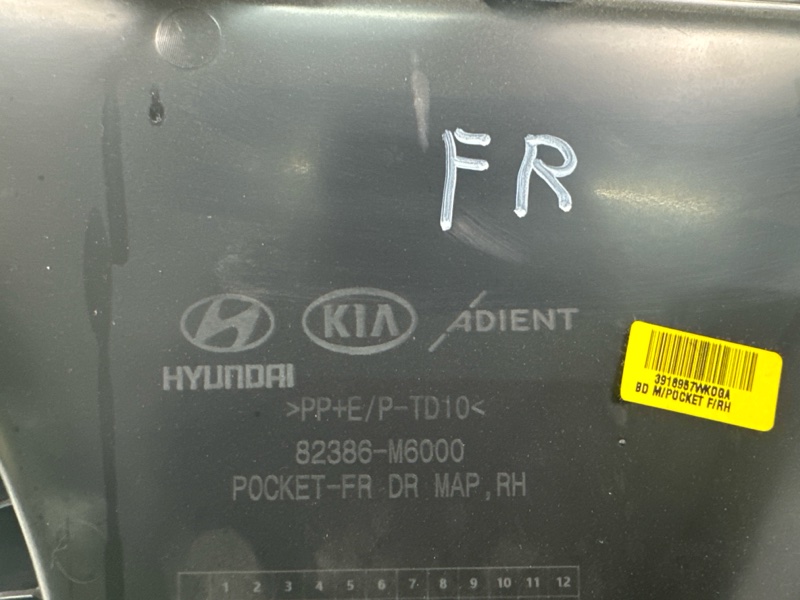 FR
HYUNDAI
KIA
ADIENT
>PP+E/P-TD10<
82386-M6000
POCKET-FR DR MAP,RH
3918987WK0GA
BD M/POCKET F/RH
1 2 3 4 5 6 7 8 9 10 11 12